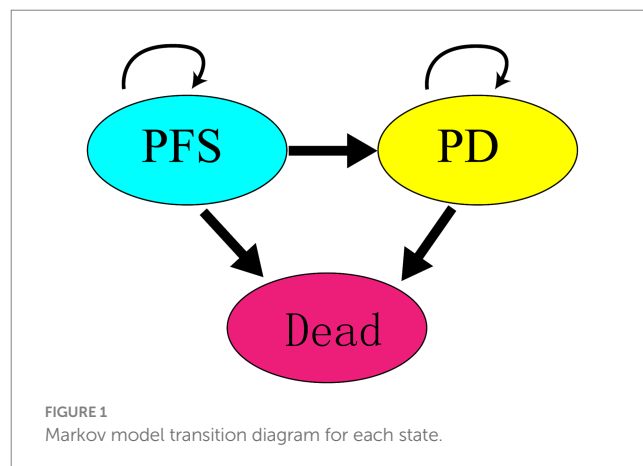 PFS
PD
Dead
FIGURE 1
Markov model transition diagram for each state.